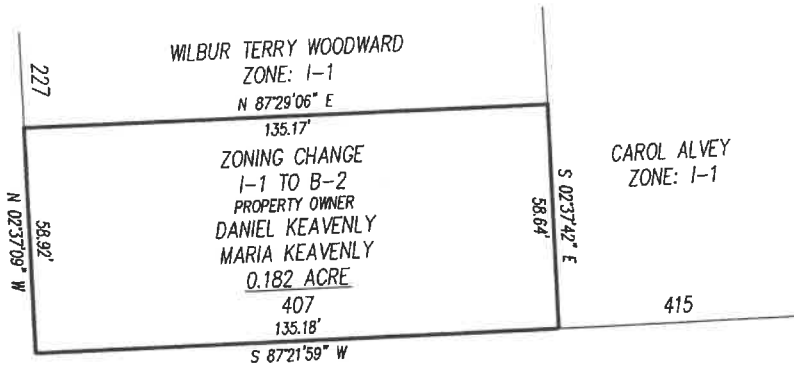 WILBUR TERRY WOODWARD
ZONE: I-1
227
N 87°29'06" E
135.17'
ZONING CHANGE
I-1 TO B-2
PROPERTY OWNER
DANIEL KEAVENLY
MARIA KEAVENLY
0.182 ACRE
407
135.18'
S 87°21'59" W
N 02°37'09" W
58.92'
58.64'
S 02°37'42" E
CAROL ALVEY
ZONE: I-1
415